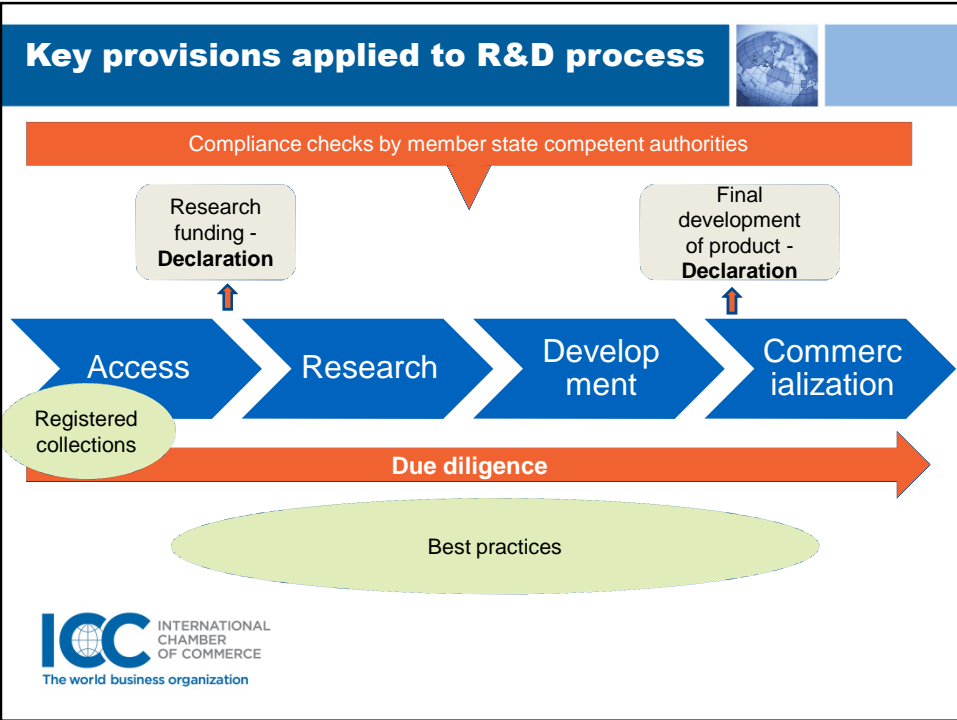 Key provisions applied to R&D process
Compliance checks by member state competent authorities
Research
funding -
Declaration
Final
development
of product -
Declaration
Access
Research
Develop
ment
Commerc
ialization
Registered
collections
Due diligence
Best practices
ICC
INTERNATIONAL
CHAMBER
OF COMMERCE
The world business organization